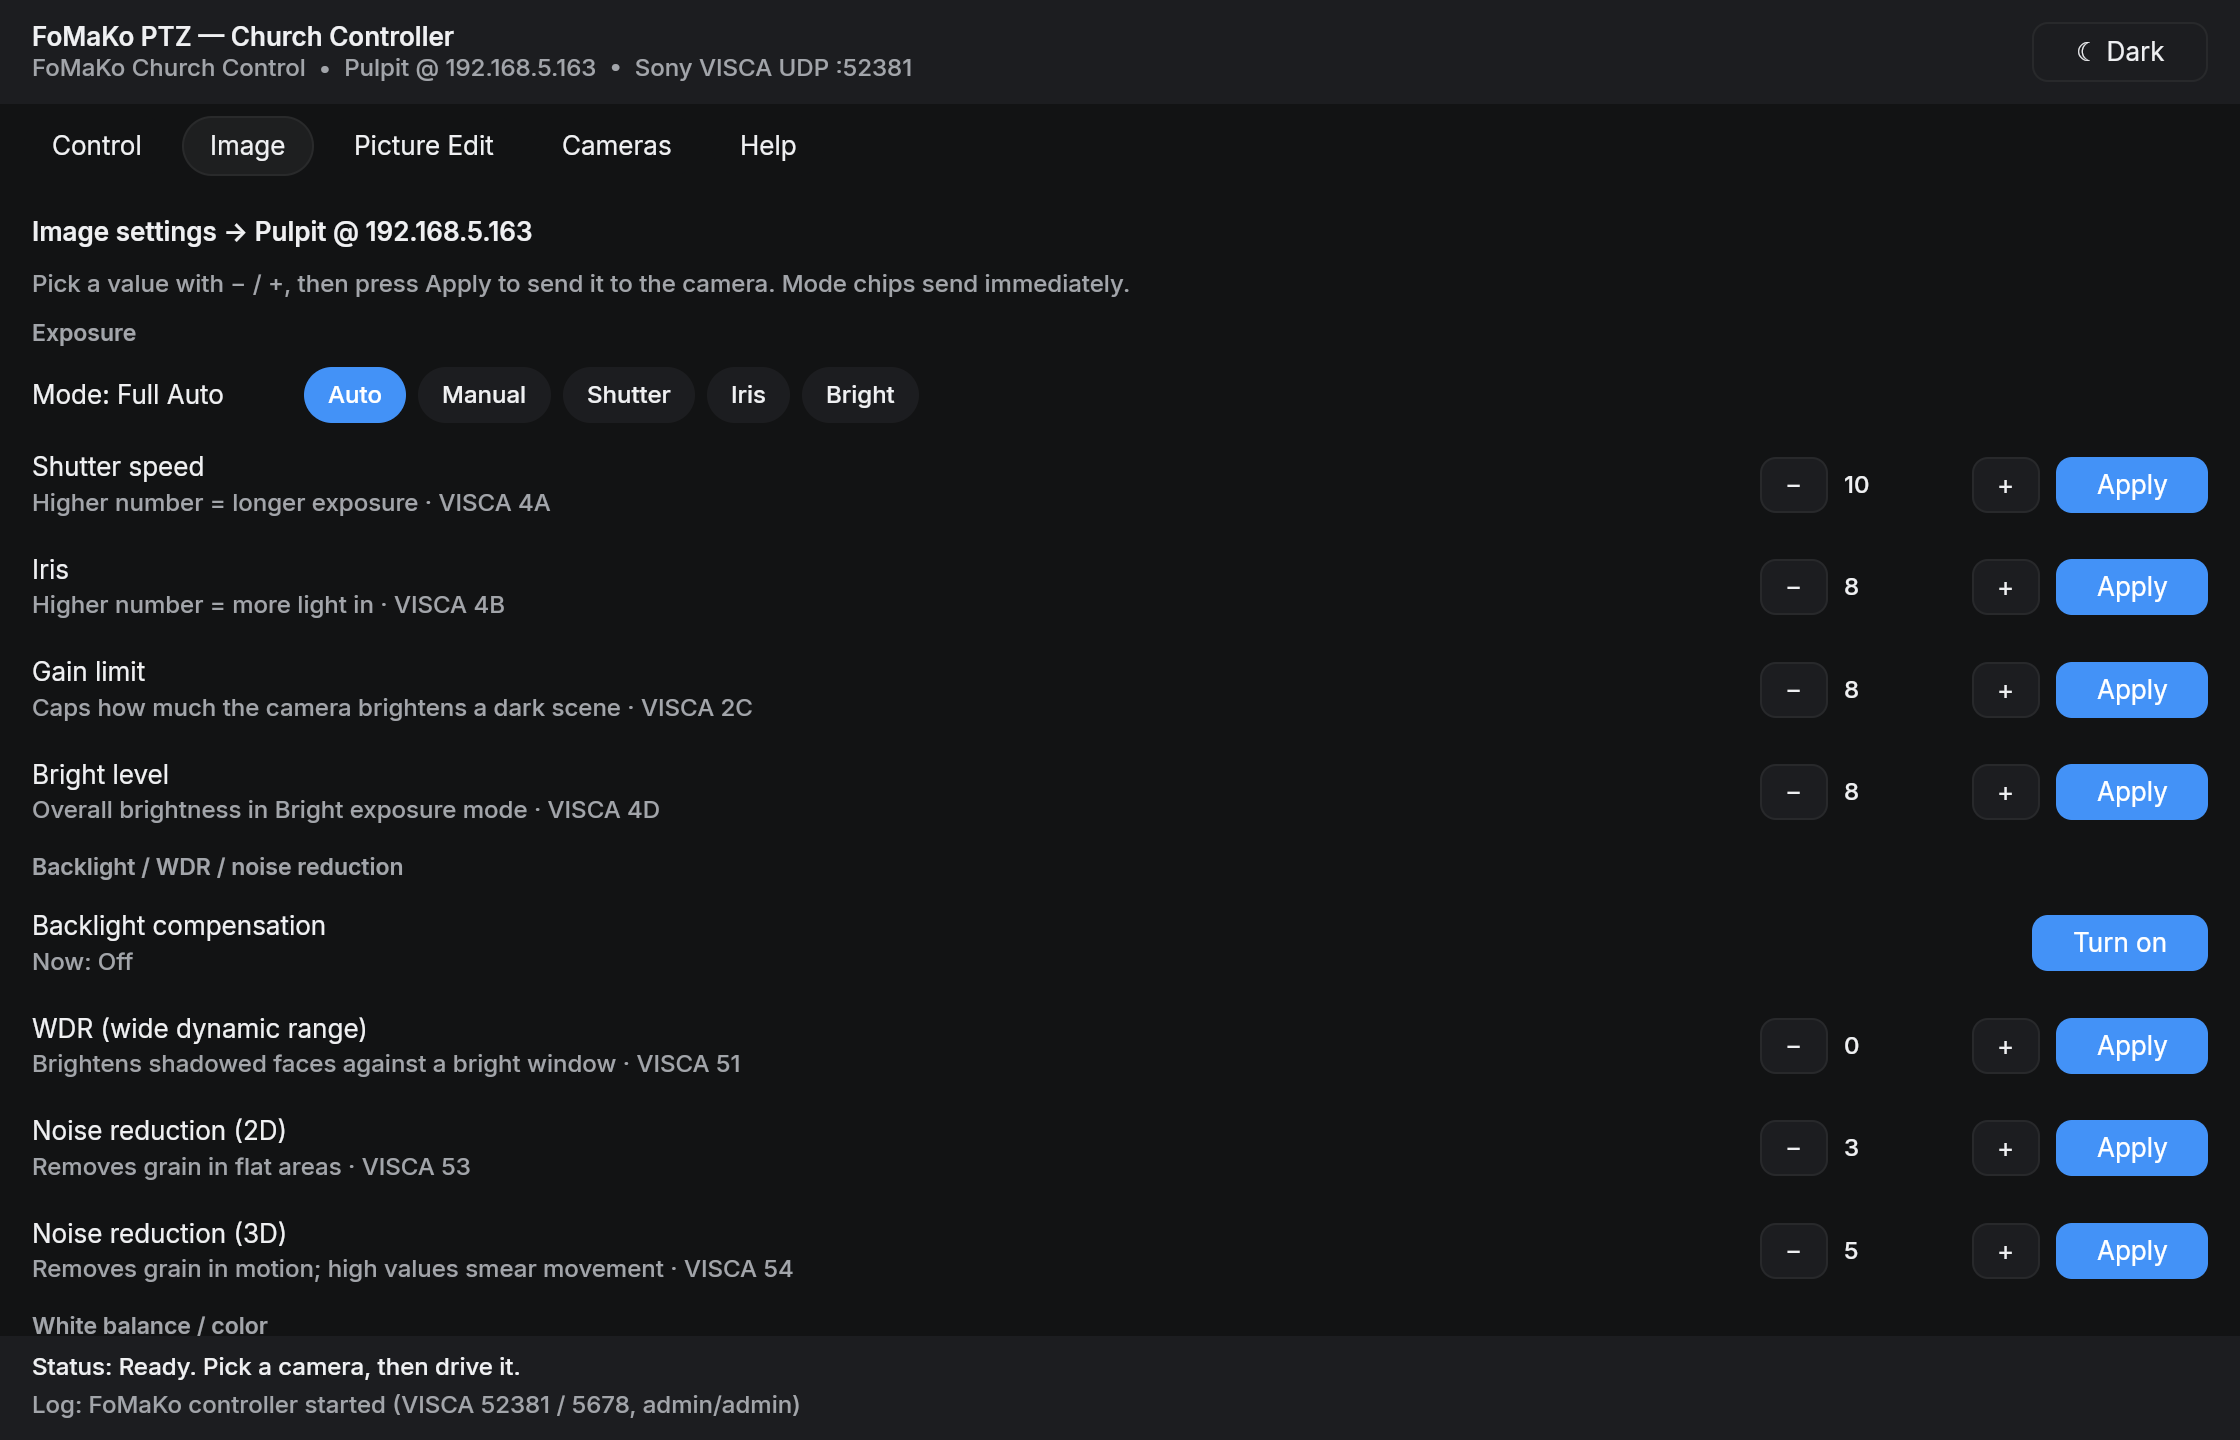 FoMaKo PTZ — Church Controller
FoMaKo Church Control • Pulpit @ 192.168.5.163 • Sony VISCA UDP :52381
☾ Dark
Control
Image
Picture Edit
Cameras
Help
Image settings → Pulpit @ 192.168.5.163
Pick a value with − / +, then press Apply to send it to the camera. Mode chips send immediately.
Exposure
Mode: Full Auto
Auto
Manual
Shutter
Iris
Bright
Shutter speed
Higher number = longer exposure · VISCA 4A
− 10 + Apply
Iris
Higher number = more light in · VISCA 4B
− 8 + Apply
Gain limit
Caps how much the camera brightens a dark scene · VISCA 2C
− 8 + Apply
Bright level
Overall brightness in Bright exposure mode · VISCA 4D
− 8 + Apply
Backlight / WDR / noise reduction
Backlight compensation
Now: Off
Turn on
WDR (wide dynamic range)
Brightens shadowed faces against a bright window · VISCA 51
− 0 + Apply
Noise reduction (2D)
Removes grain in flat areas · VISCA 53
− 3 + Apply
Noise reduction (3D)
Removes grain in motion; high values smear movement · VISCA 54
− 5 + Apply
White balance / color
Status: Ready. Pick a camera, then drive it.
Log: FoMaKo controller started (VISCA 52381 / 5678, admin/admin)